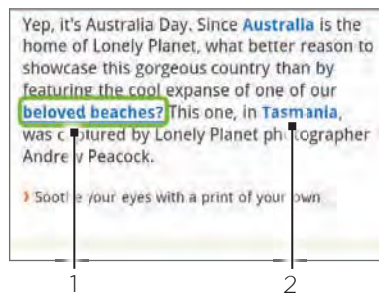 Yep, it's Australia Day. Since Australia is the
home of Lonely Planet, what better reason to
showcase this gorgeous country than by
featuring the cool expanse of one of our
beloved beaches? This one, in Tasmania,
was captured by Lonely Planet photographer
Andrew Peacock.
Soothe your eyes with a print of your own
1 2